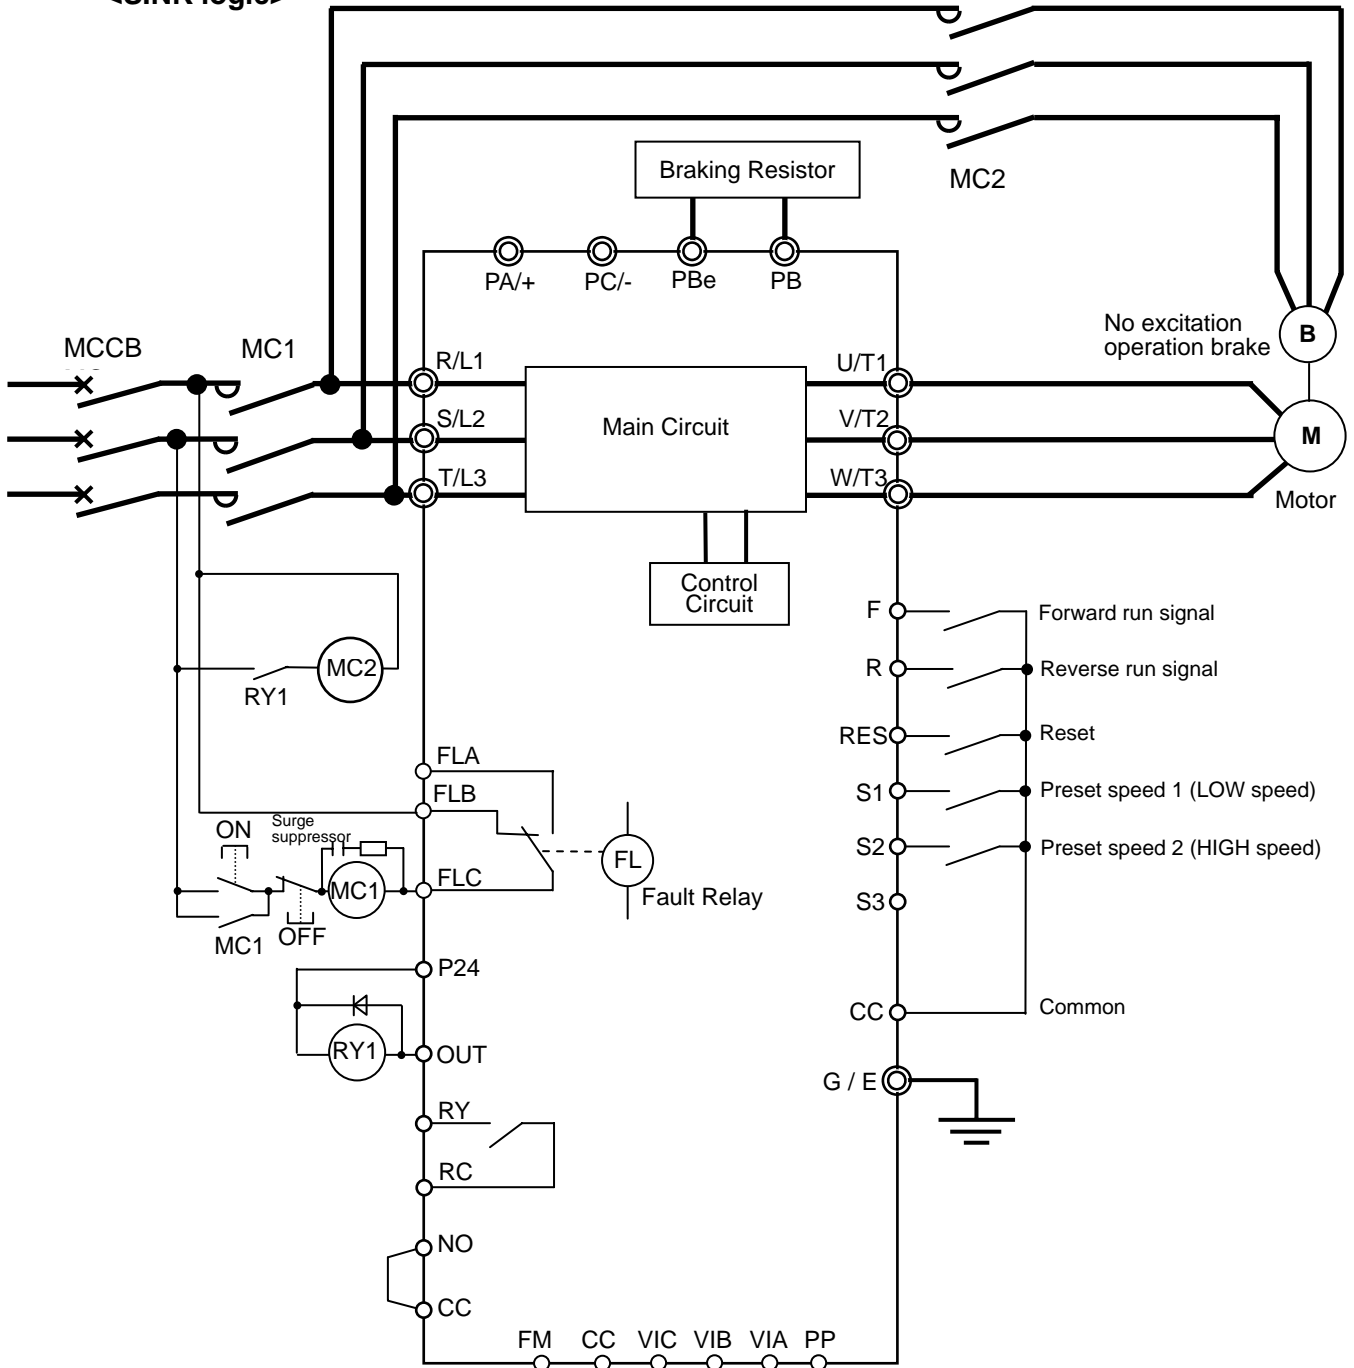 <SINK logic>
Braking Resistor
MC2
PA/+
PC/-
PBe
PB
No excitation
operation brake
B
MCCB
MC1
R/L1
U/T1
Main Circuit
S/L2
V/T2
M
T/L3
W/T3
Motor
Control
Circuit
F
Forward run signal
MC2
R
Reverse run signal
RY1
RES
Reset
FLA
FLB
S1
Preset speed 1 (LOW speed)
ON
Surge
suppressor
S2
Preset speed 2 (HIGH speed)
FL
MC1
FLC
Fault Relay
S3
MC1
OFF
P24
CC
Common
RY1
OUT
G / E
RY
RC
NO
CC
FM
CC
VIC
VIB
VIA
PP